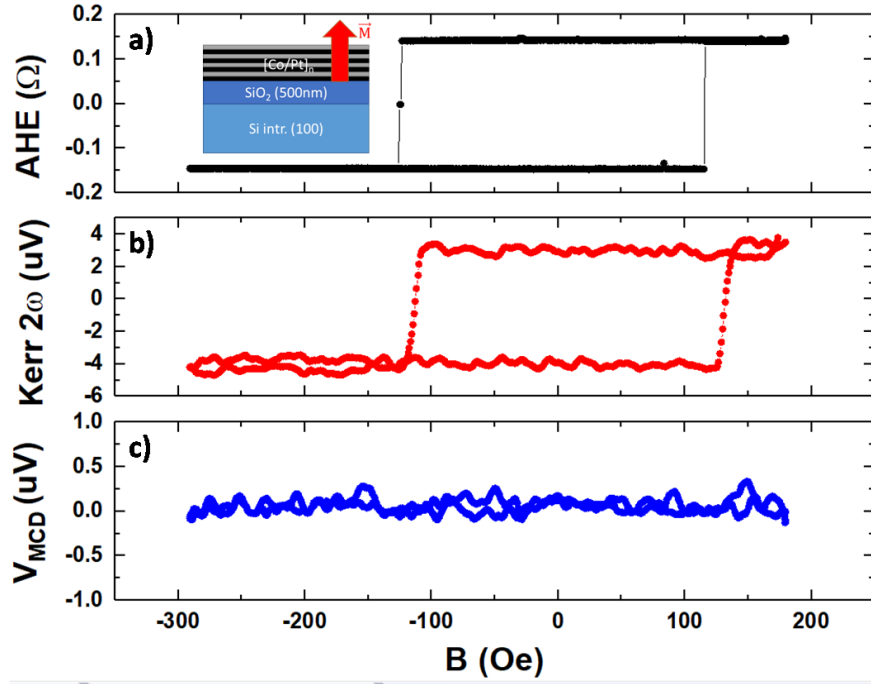 a)
M
[Co/Pt]n
SiO2 (500nm)
Si intr. (100)
AHE (Ω)
0.2
0.1
0.0
-0.1
-0.2
b)
Kerr 2ω (uV)
4
2
0
-2
-4
-6
c)
VMCD (uV)
1.0
0.5
0.0
-0.5
-1.0
-300 -200 -100 0 100 200
B (Oe)